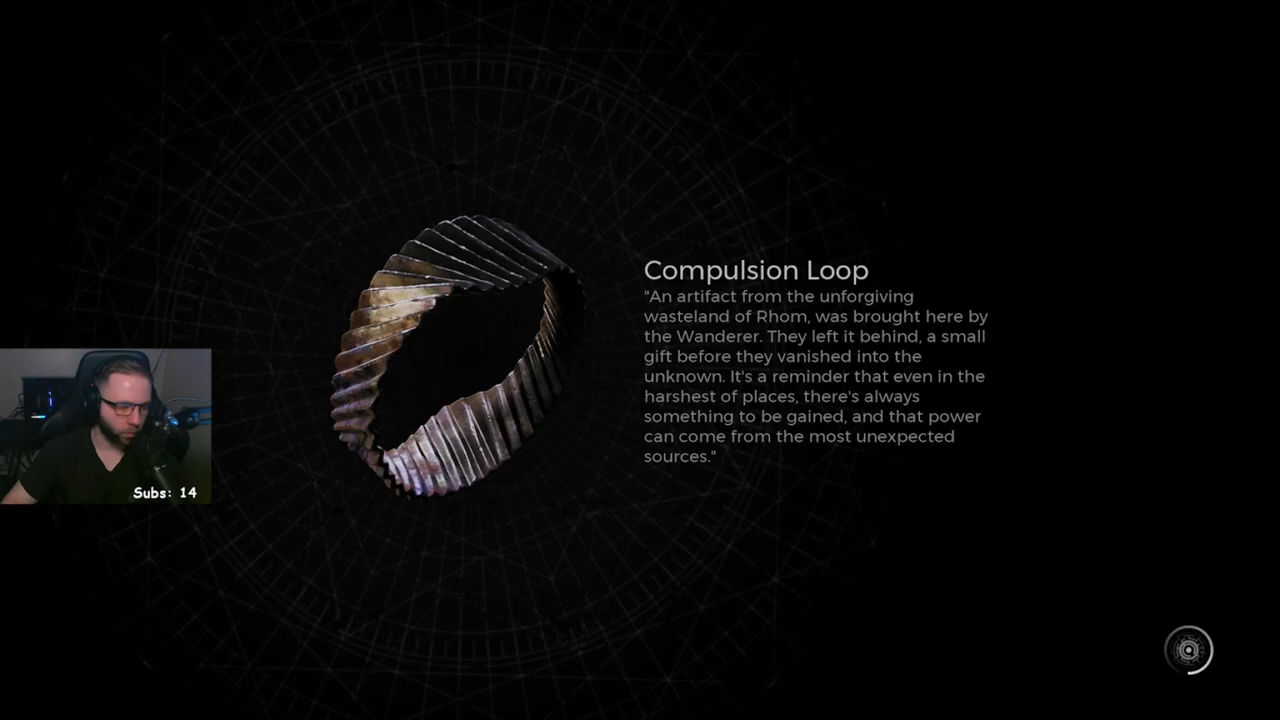 Compulsion Loop
"An artifact from the unforgiving
wasteland of Rhom, was brought here by
the Wanderer. They left it behind, a small
gift before they vanished into the
unknown. It's a reminder that even in the
harshest of places, there's always
something to be gained, and that power
can come from the most unexpected
sources."
Subs: 14